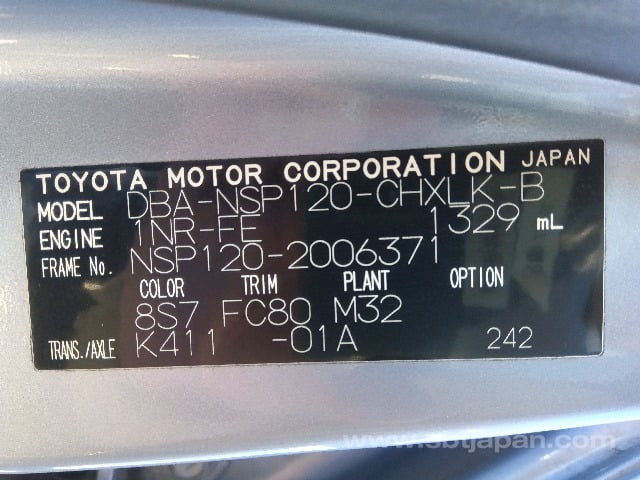 TOYOTA MOTOR CORPORATION JAPAN
MODEL DBA-NSP120-CHXLK-B
ENGINE 1NR-FE 1329 mL
FRAME No. NSP120-2006371
COLOR TRIM PLANT OPTION
8S7 FC80 M32
TRANS./AXLE K411 -01A 242
www.sbtjapan.com